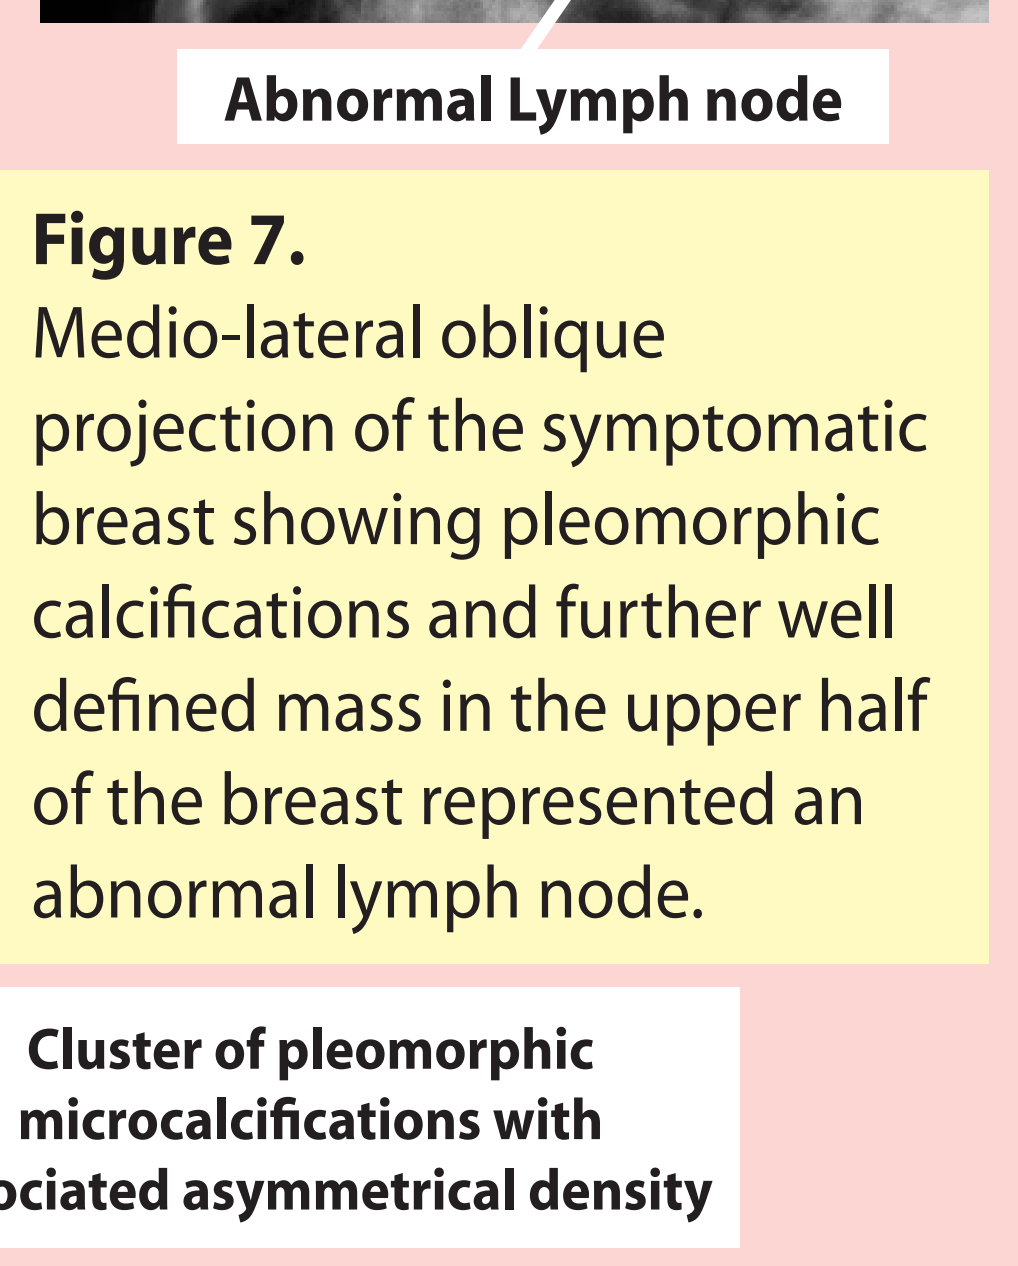 Abnormal Lymph node
Figure 7.
Medio-lateral oblique
projection of the symptomatic
breast showing pleomorphic
calcifications and further well
defined mass in the upper half
of the breast represented an
abnormal lymph node.
Cluster of pleomorphic
microcalcifications with
asymmetrical density